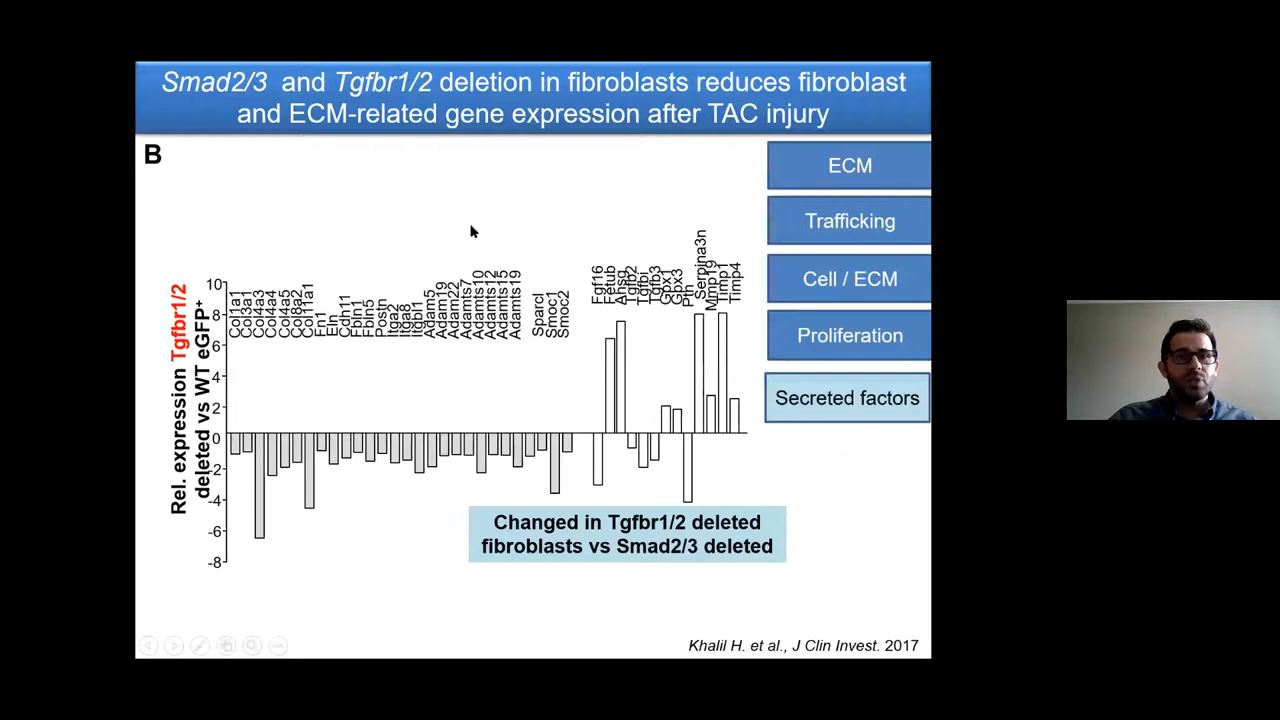 Smad2/3 and Tgfbr1/2 deletion in fibroblasts reduces fibroblast
and ECM-related gene expression after TAC injury
B
ECM
Trafficking
Cell / ECM
Proliferation
Secreted factors
Rel. expression Tgfbr1/2
deleted vs WT eGFP+
10
8
6
4
2
0
-2
-4
-6
-8
Col1a1
Col3a1
Col4a3
Col4a4
Col4a5
Col8a2
Col11a1
Fn1
Eln
Cdh11
Fbln1
Fbln5
Postn
Itga2
Itga8
Itgb1
Adam5
Adam19
Adam22
Adamts7
Adamts10
Adamts12
Adamts15
Adamts19
Sparcl
Smoc1
Smoc2
Fgf16
Fetub
Ahsg
Tgfb2
Tgfbi
Tgfb3
Gpx1
Gpx3
Pth
Serpina3n
Mmp19
Timp1
Timp4
Changed in Tgfbr1/2 deleted
fibroblasts vs Smad2/3 deleted
Khalil H. et al., J Clin Invest. 2017